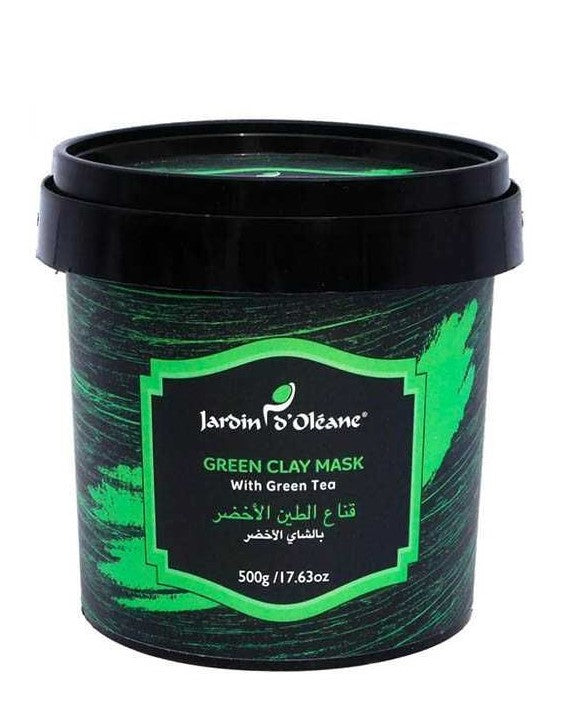 Jardin d'Oléane®
GREEN CLAY MASK
With Green Tea
قناع الطين الأخضر
بالشاي الأخضر
500g /17.63oz